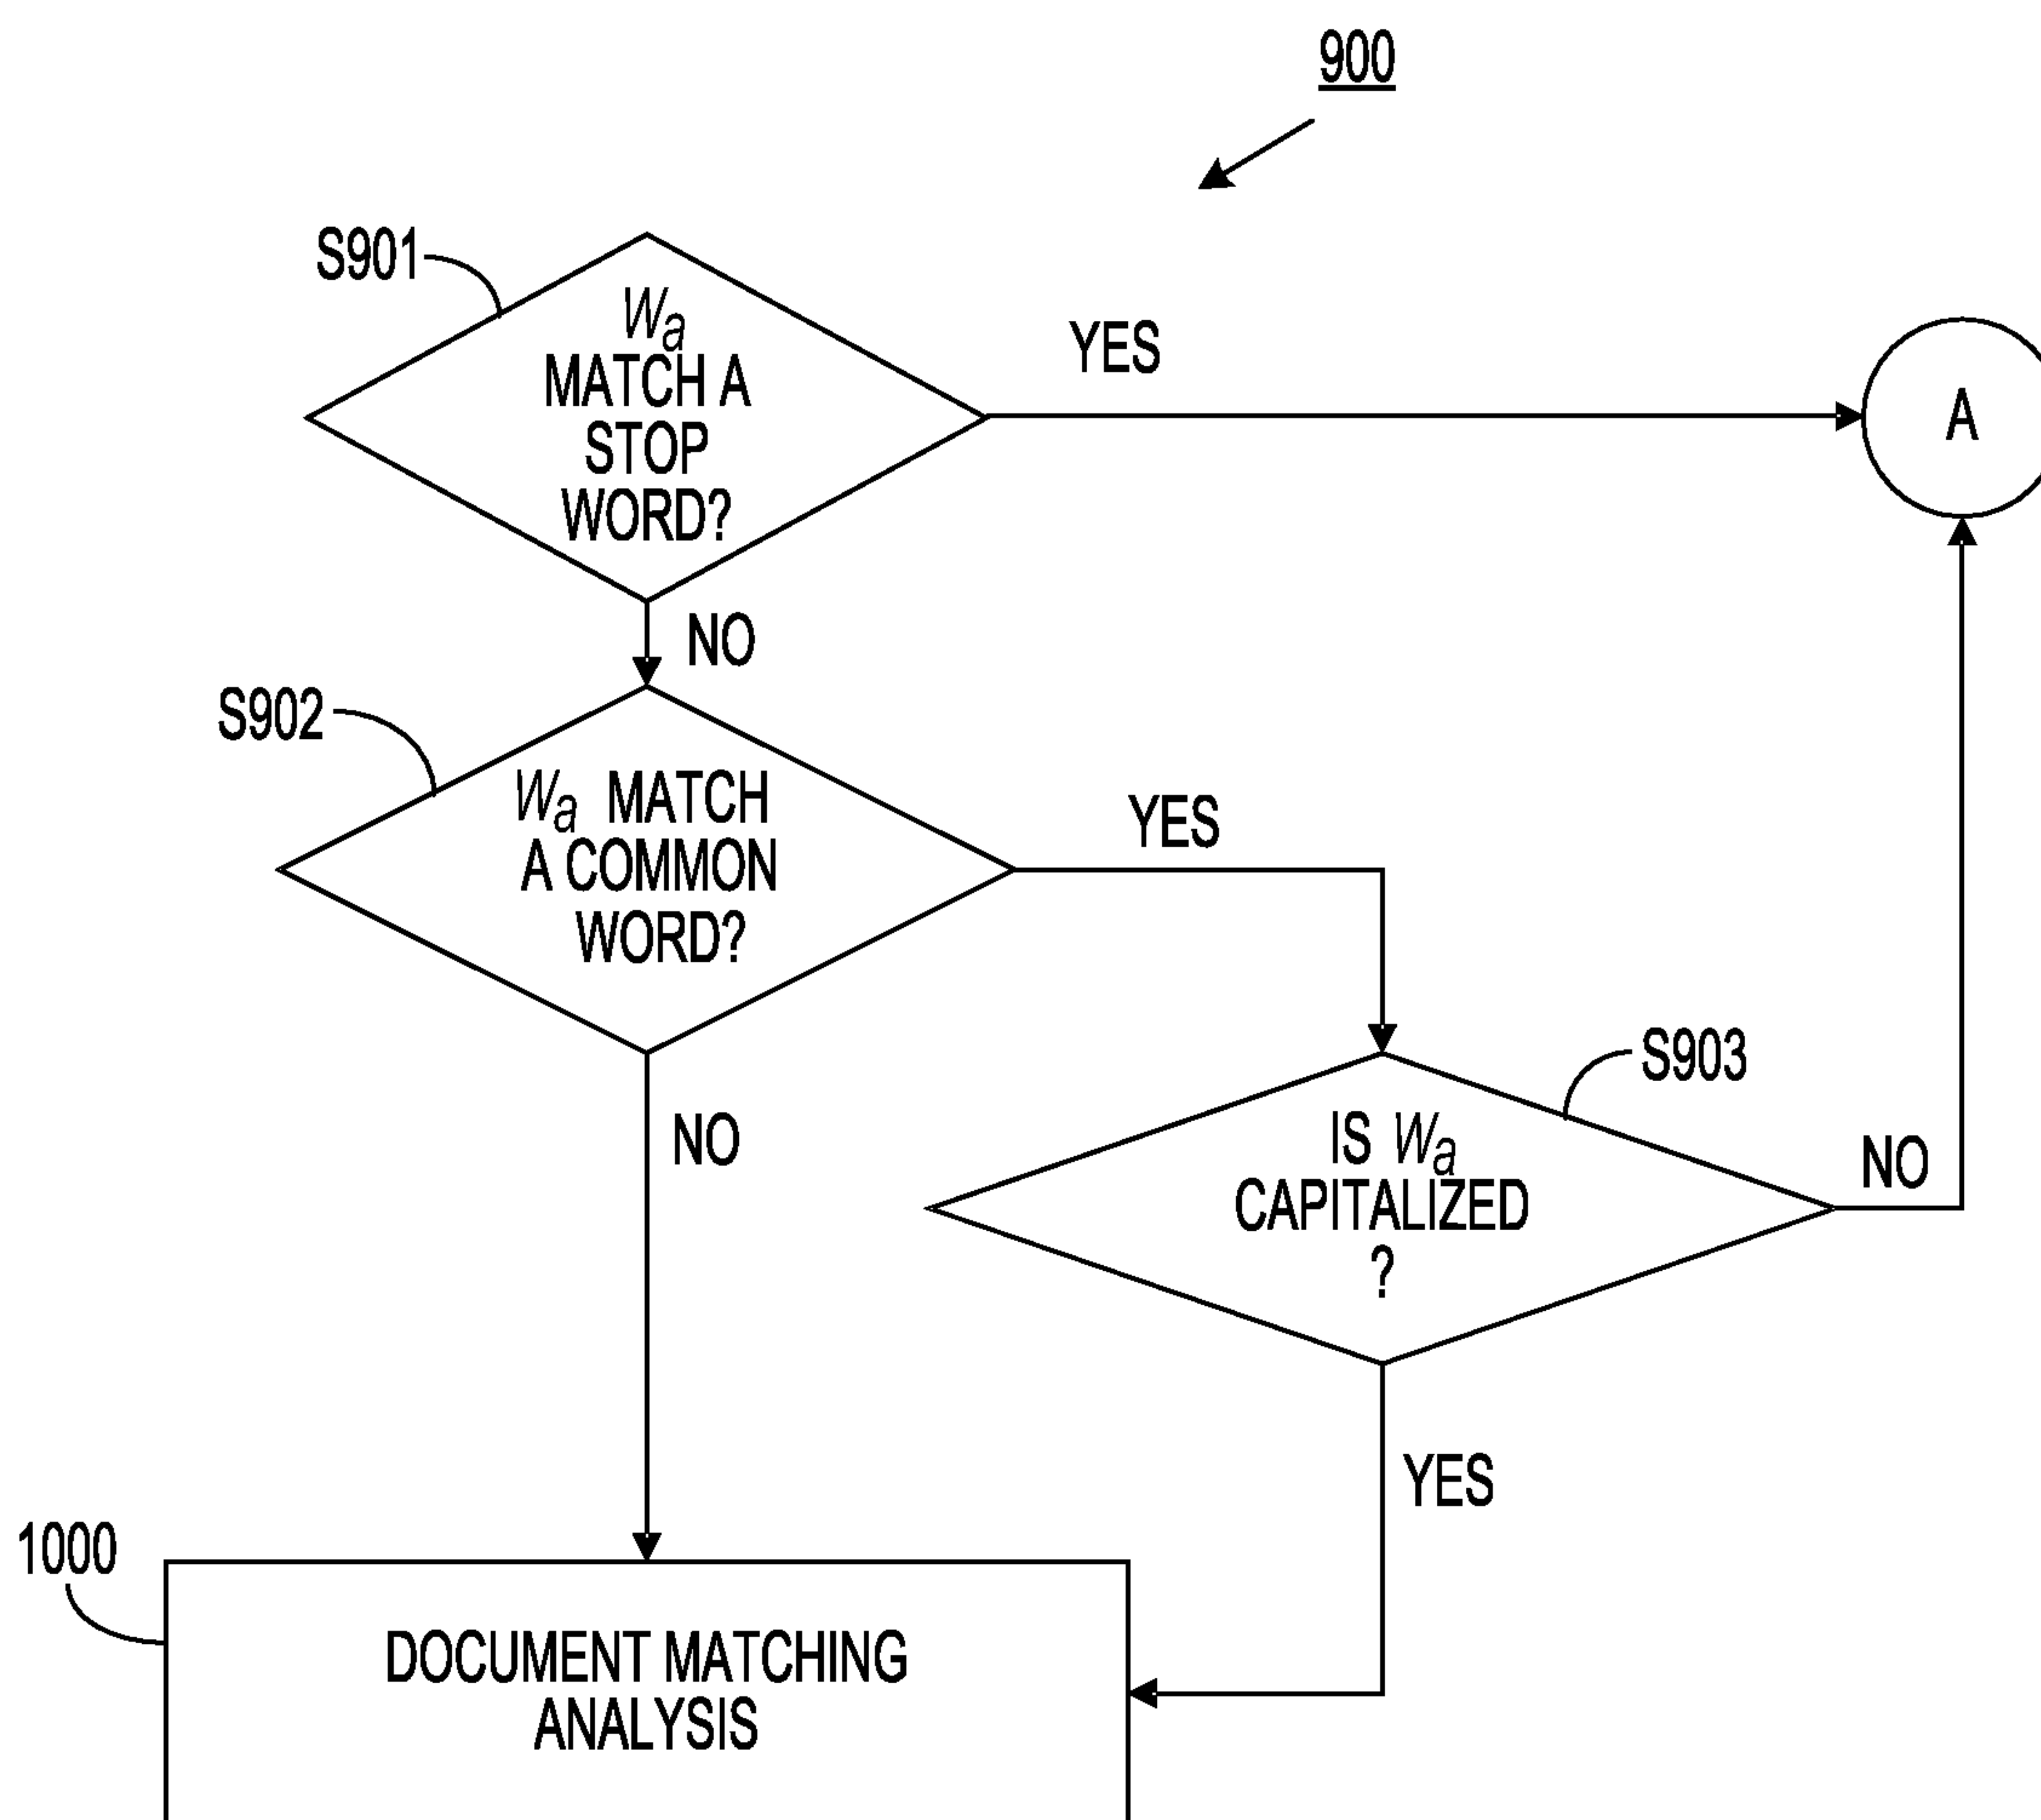 900
S901
Wa
MATCH A
STOP
WORD?
YES
A
NO
S902
Wa MATCH
A COMMON
WORD?
YES
S903
NO
IS Wa
CAPITALIZED
?
NO
YES
1000
DOCUMENT MATCHING
ANALYSIS